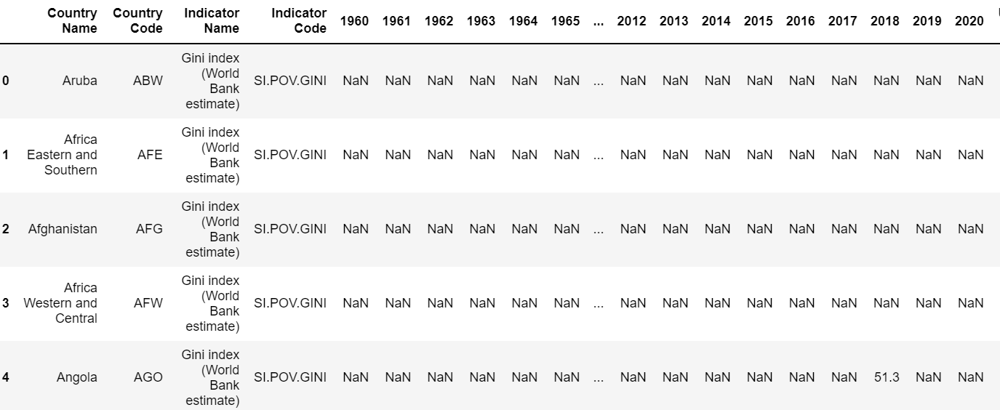 Country Name Country Code Indicator Name Indicator Code 1960 1961 1962 1963 1964 1965 ... 2012 2013 2014 2015 2016 2017 2018 2019 2020
0 Aruba ABW Gini index (World Bank estimate) SI.POV.GINI NaN NaN NaN NaN NaN NaN ... NaN NaN NaN NaN NaN NaN NaN NaN NaN
1 Africa Eastern and Southern AFE Gini index (World Bank estimate) SI.POV.GINI NaN NaN NaN NaN NaN NaN ... NaN NaN NaN NaN NaN NaN NaN NaN NaN
2 Afghanistan AFG Gini index (World Bank estimate) SI.POV.GINI NaN NaN NaN NaN NaN NaN ... NaN NaN NaN NaN NaN NaN NaN NaN NaN
3 Africa Western and Central AFW Gini index (World Bank estimate) SI.POV.GINI NaN NaN NaN NaN NaN NaN ... NaN NaN NaN NaN NaN NaN NaN NaN NaN
4 Angola AGO Gini index (World Bank estimate) SI.POV.GINI NaN NaN NaN NaN NaN NaN ... NaN NaN NaN NaN NaN NaN 51.3 NaN NaN